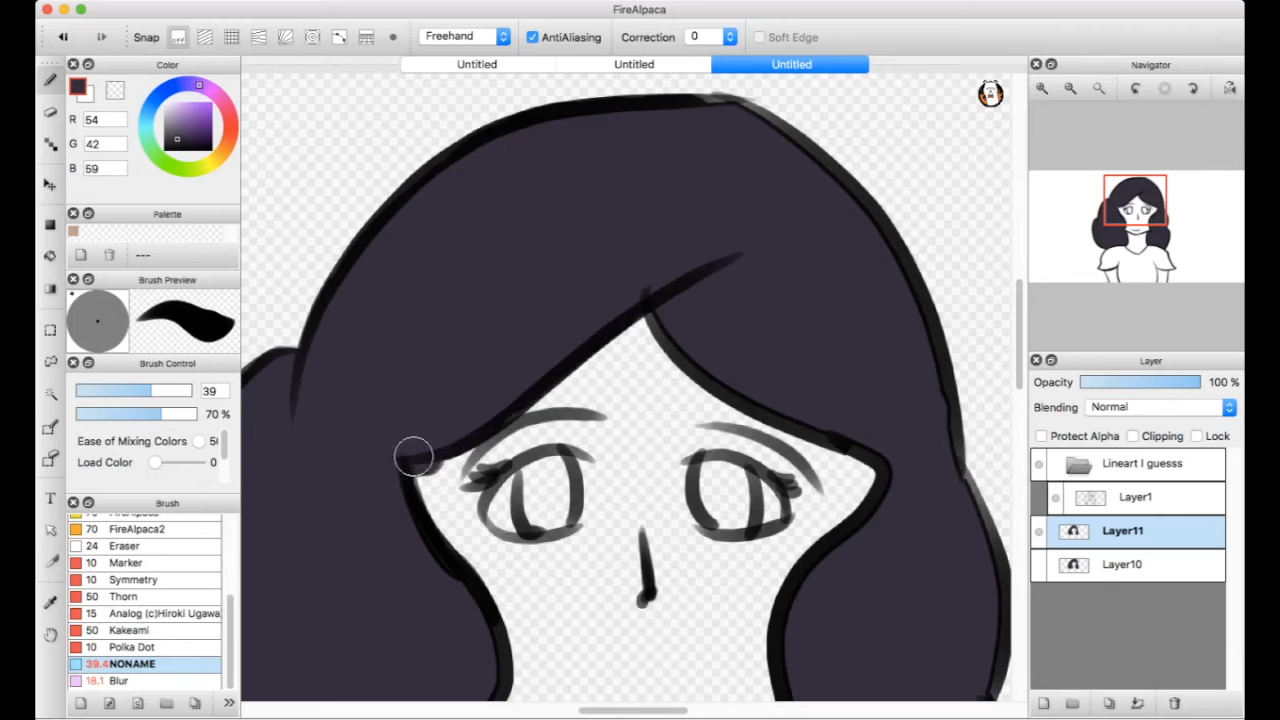 FireAlpaca
Snap
Freehand
AntiAliasing
Correction
0
Soft Edge
Color
Untitled
Untitled
Untitled
Navigator
R 54
G 42
B 59
Palette
---
Brush Preview
Brush Control
39
70 %
Ease of Mixing Colors
Load Color
0
Brush
70 FireAlpaca2
24 Eraser
10 Marker
10 Symmetry
50 Thorn
15 Analog (c)Hiroki Ugawa
50 Kakeami
10 Polka Dot
39.4 NONAME
18.1 Blur
T
Layer
Opacity
100 %
Blending
Normal
Protect Alpha
Clipping
Lock
Lineart I guesss
Layer1
Layer11
Layer10